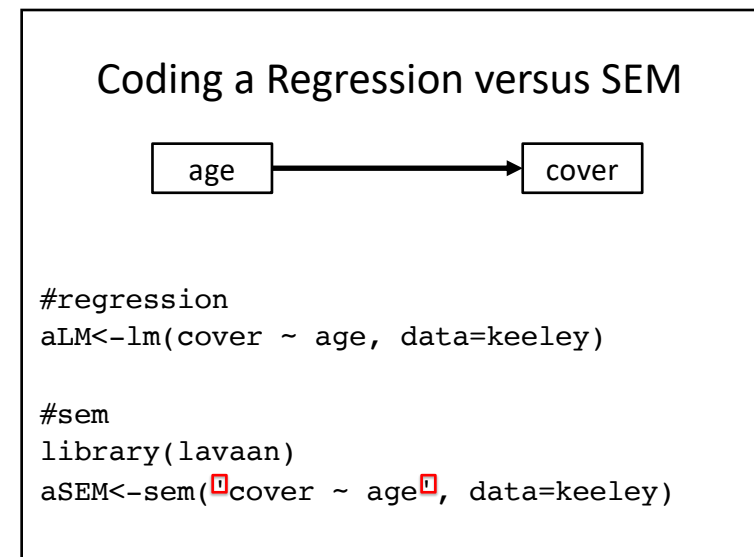 Coding a Regression versus SEM
age
cover
#regression
aLM<-lm(cover ~ age, data=keeley)
#sem
library(lavaan)
aSEM<-sem('cover ~ age', data=keeley)